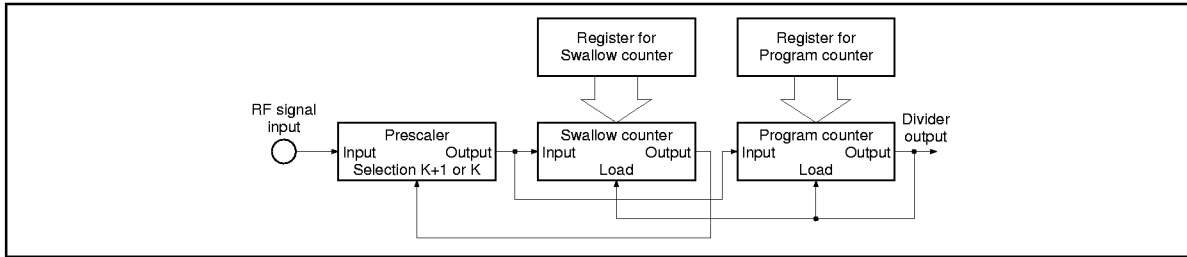 Register for
Swallow counter
Register for
Program counter
RF signal
input
Prescaler
Input Output
Selection K+1 or K
Swallow counter
Input Output
Load
Program counter
Input Output
Load
Divider
output